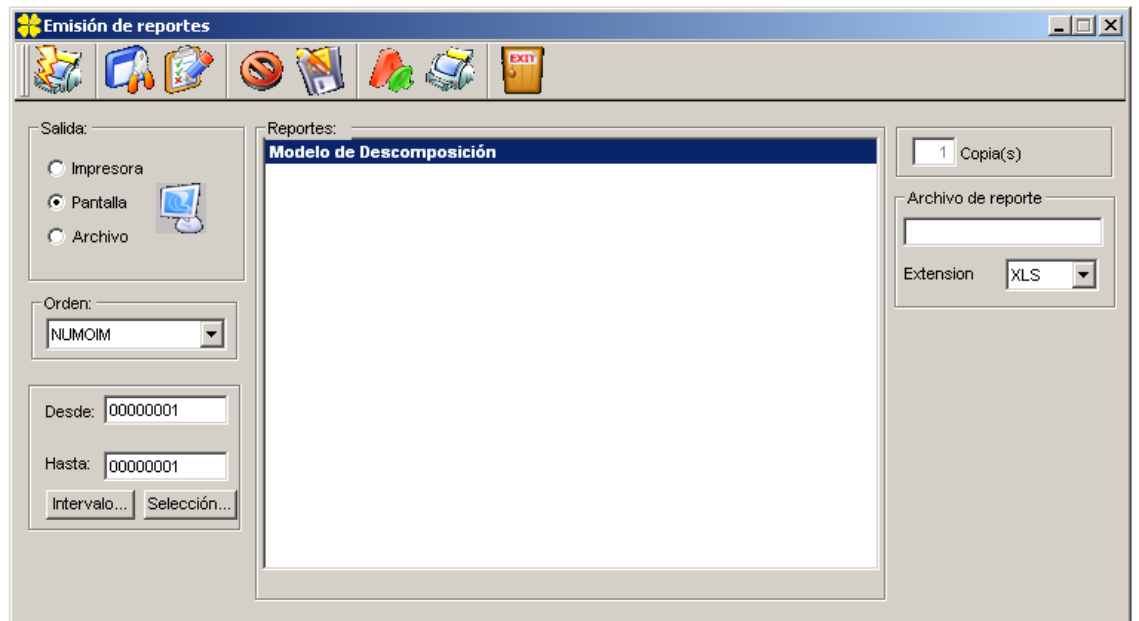 Emisión de reportes
EXIT
Salida:
Impresora
Pantalla
Archivo
Orden:
NUMOIM
Desde: 00000001
Hasta: 00000001
Intervalo... Selección...
Reportes:
Modelo de Descomposición
1 Copia(s)
Archivo de reporte
Extension XLS